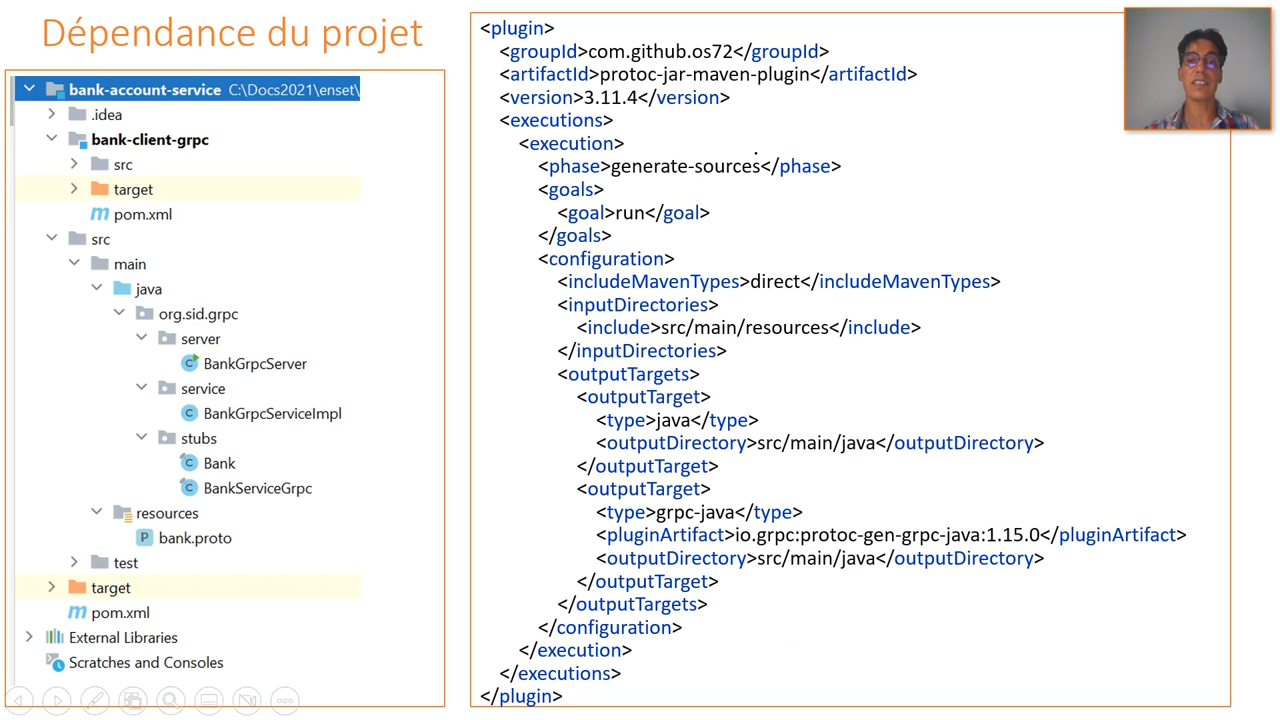 Dépendance du projet
bank-account-service C:\Docs2021\enset\
.idea
bank-client-grpc
src
target
pom.xml
src
main
java
org.sid.grpc
server
BankGrpcServer
service
BankGrpcServiceImpl
stubs
Bank
BankServiceGrpc
resources
bank.proto
test
target
pom.xml
External Libraries
Scratches and Consoles
<plugin>
<groupId>com.github.os72</groupId>
<artifactId>protoc-jar-maven-plugin</artifactId>
<version>3.11.4</version>
<executions>
<execution>
<phase>generate-sources</phase>
<goals>
<goal>run</goal>
</goals>
<configuration>
<includeMavenTypes>direct</includeMavenTypes>
<inputDirectories>
<include>src/main/resources</include>
</inputDirectories>
<outputTargets>
<outputTarget>
<type>java</type>
<outputDirectory>src/main/java</outputDirectory>
</outputTarget>
<outputTarget>
<type>grpc-java</type>
<pluginArtifact>io.grpc:protoc-gen-grpc-java:1.15.0</pluginArtifact>
<outputDirectory>src/main/java</outputDirectory>
</outputTarget>
</outputTargets>
</configuration>
</execution>
</executions>
</plugin>